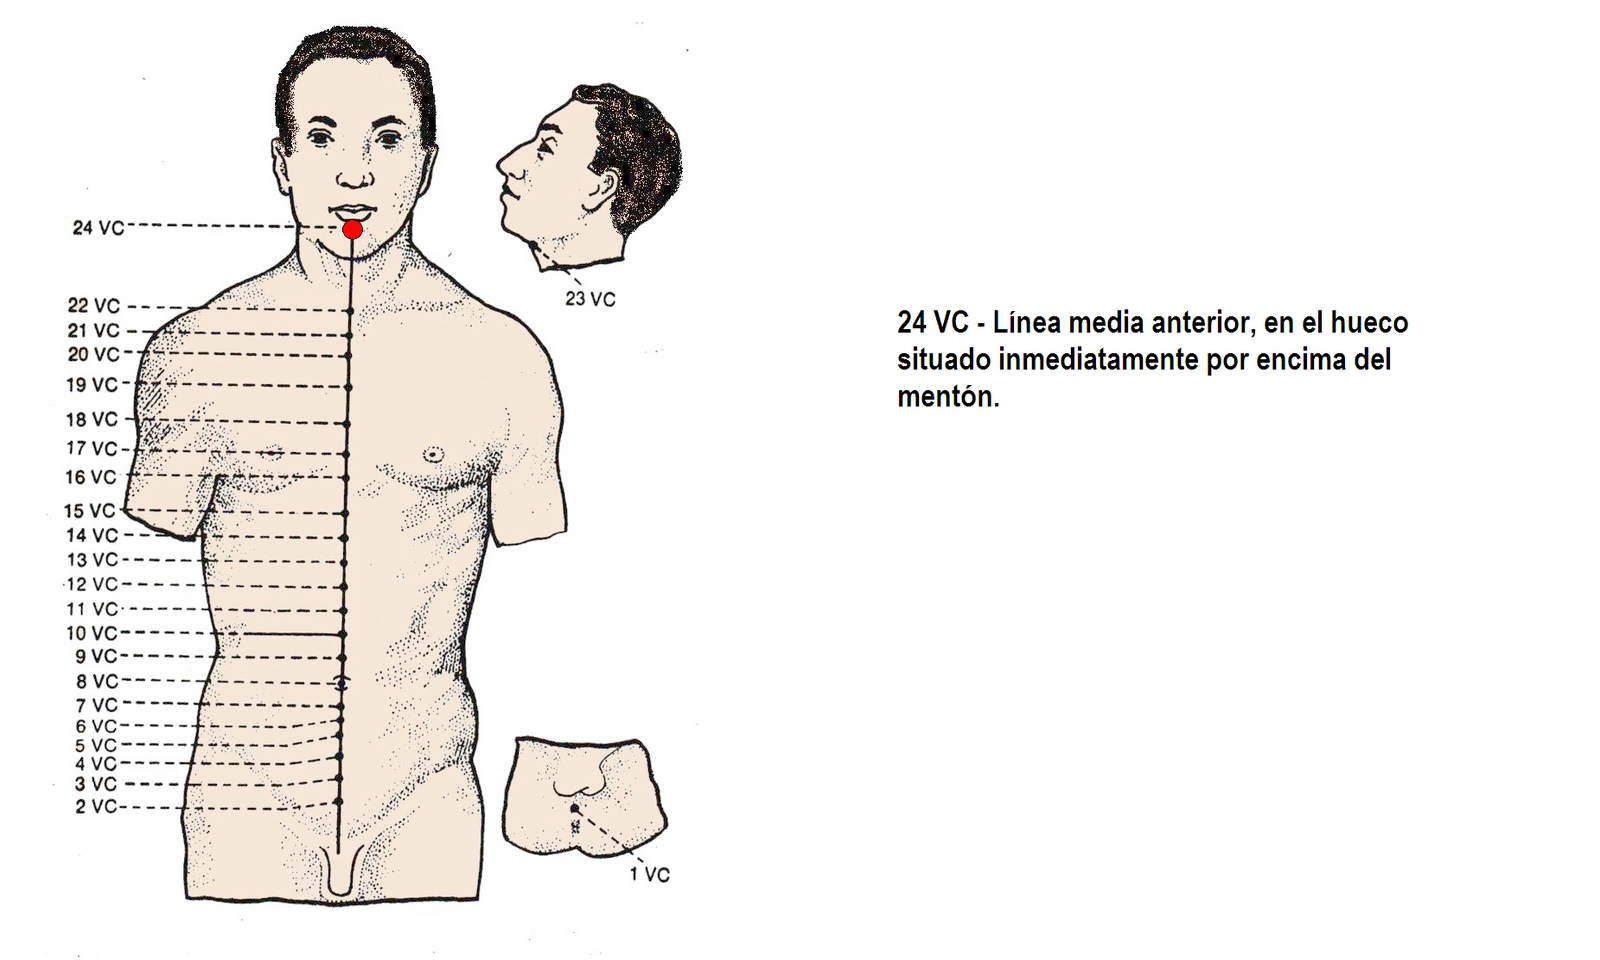 24 VC
22 VC
21 VC
20 VC
19 VC
18 VC
17 VC
16 VC
15 VC
14 VC
13 VC
12 VC
11 VC
10 VC
9 VC
8 VC
7 VC
6 VC
5 VC
4 VC
3 VC
2 VC
23 VC
1 VC
24 VC - Línea media anterior, en el hueco
situado inmediatamente por encima del
mentón.